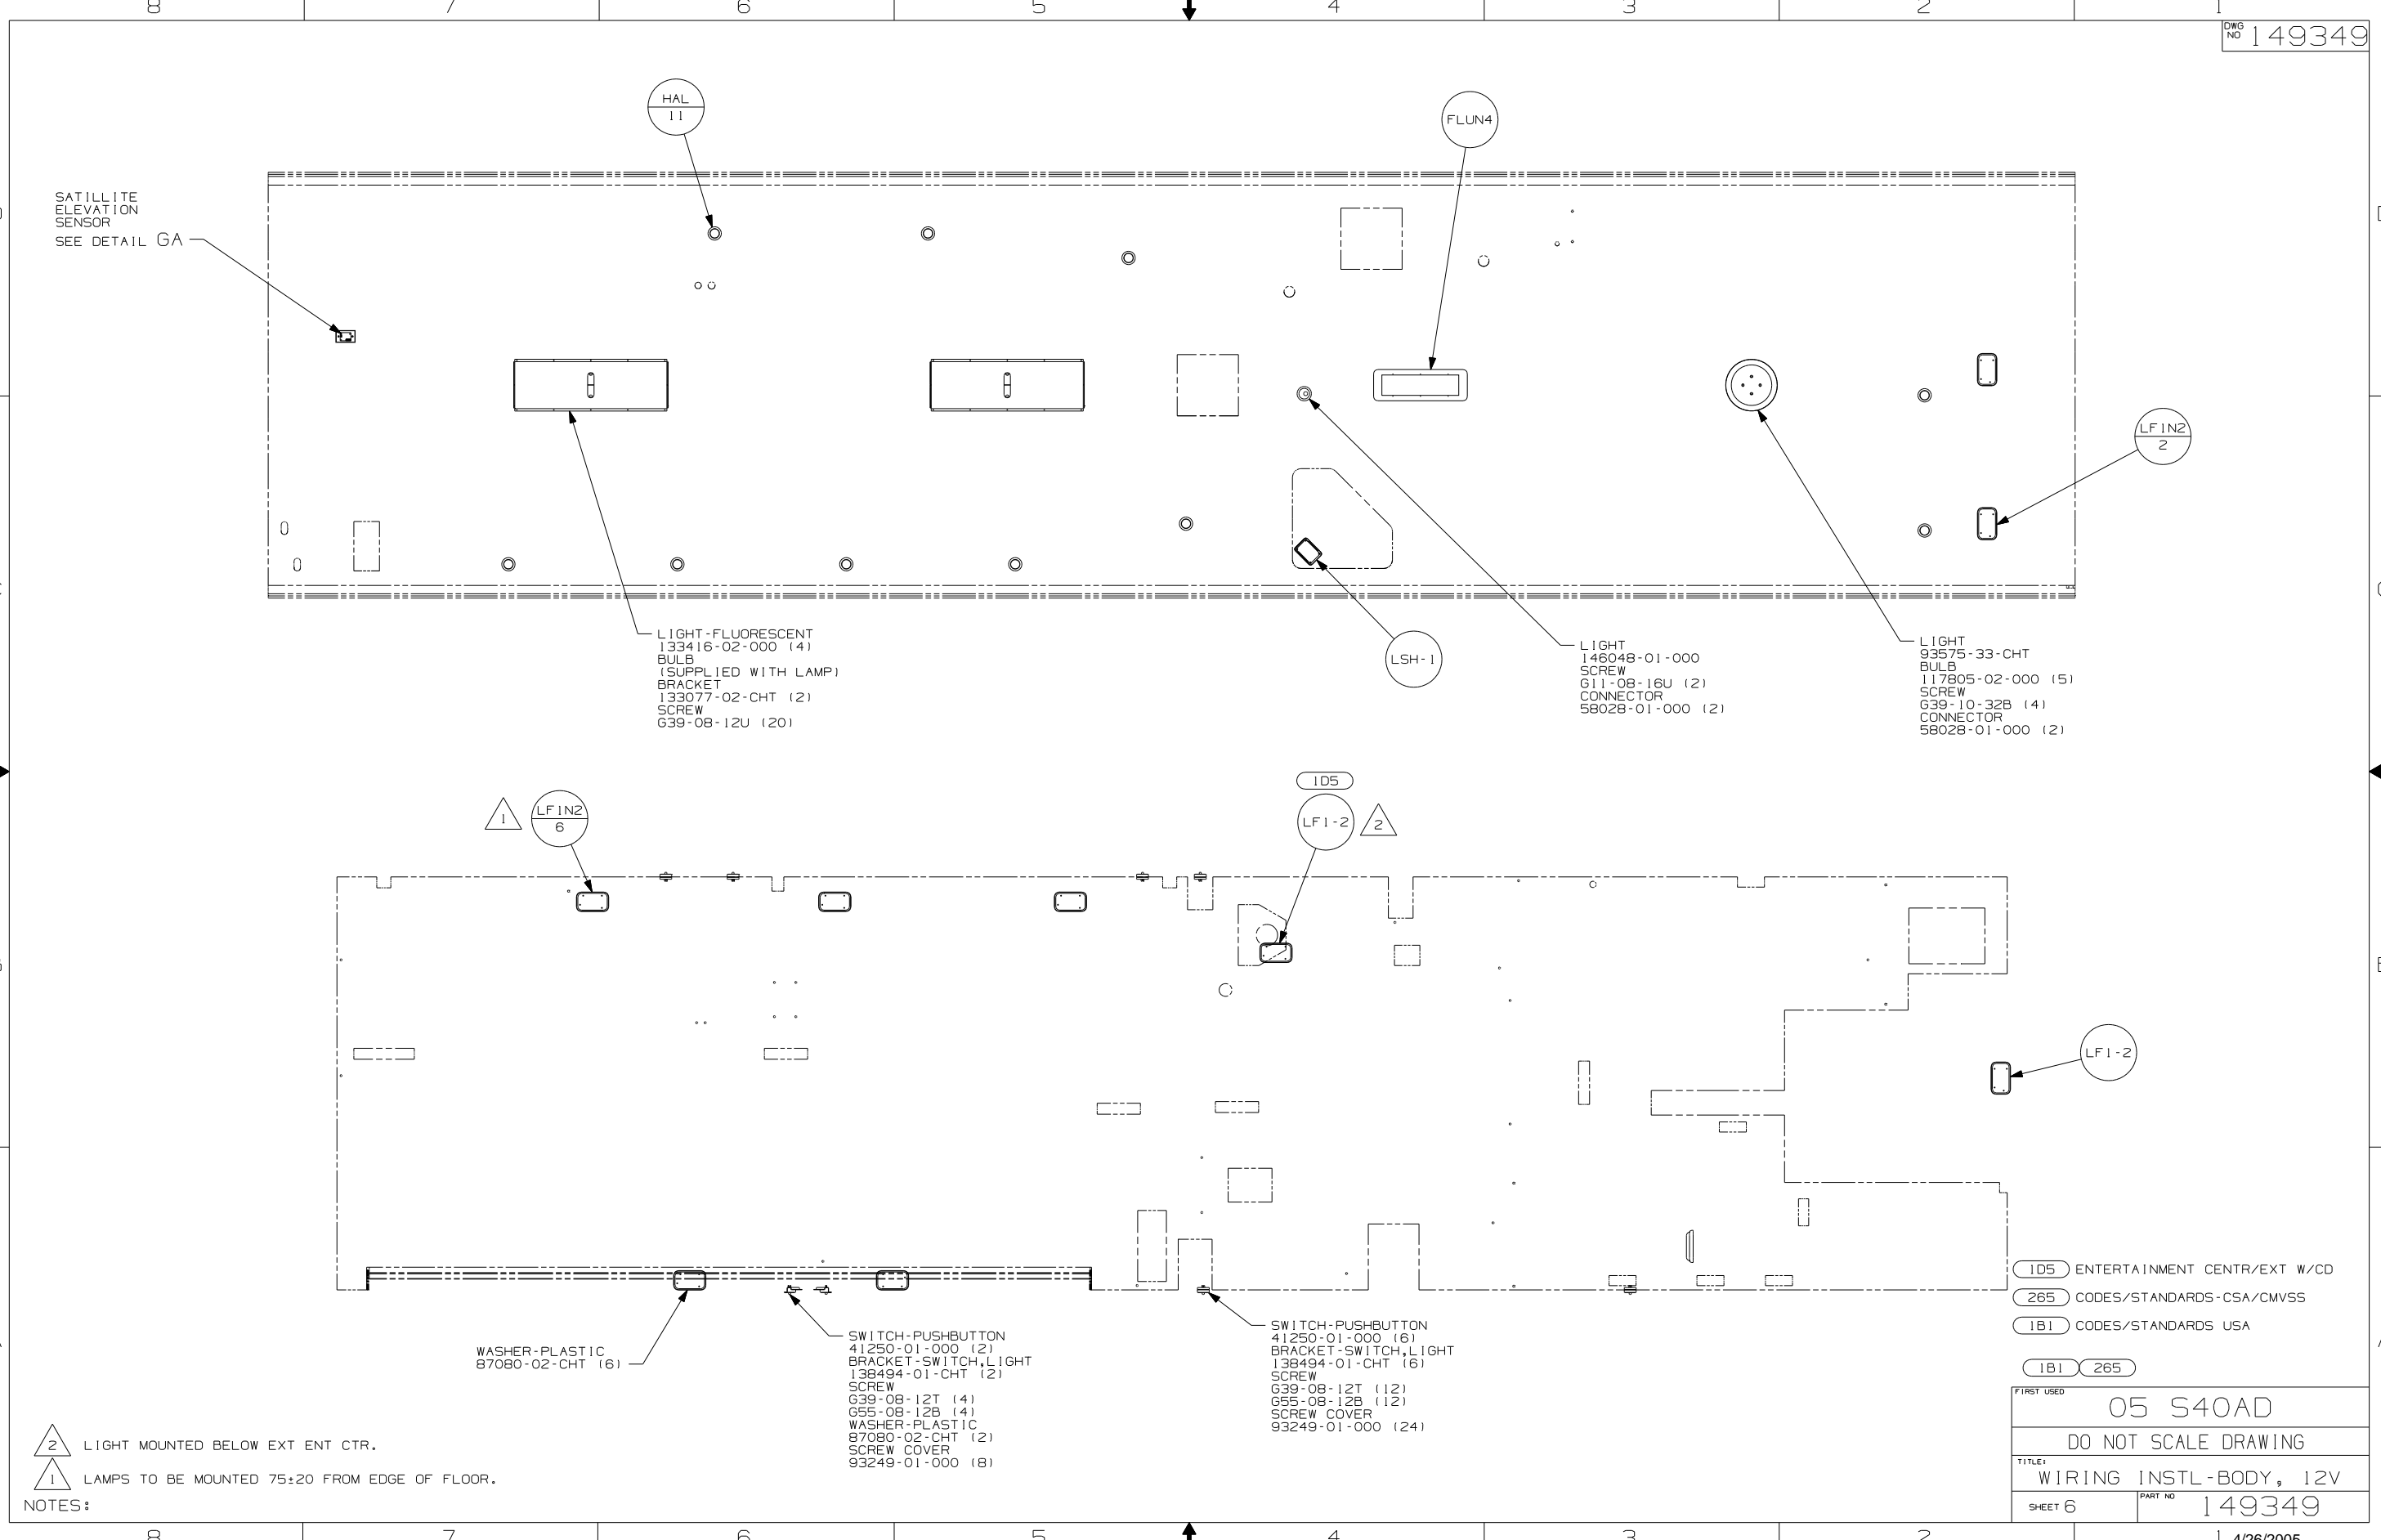 8 7 6 5 4 3 2 1
DWG NO 149349
HAL
11
FLUN4
SATILLITE
ELEVATION
SENSOR
SEE DETAIL GA
D
LF1N2
2
C
LIGHT-FLUORESCENT
133416-02-000 (4)
BULB
(SUPPLIED WITH LAMP)
BRACKET
133077-02-CHT (2)
SCREW
G39-08-12U (20)
LSH-1
LIGHT
146048-01-000
SCREW
G11-08-16U (2)
CONNECTOR
58028-01-000 (2)
LIGHT
93575-33-CHT
BULB
117805-02-000 (5)
SCREW
G39-10-32B (4)
CONNECTOR
58028-01-000 (2)
1
LF1N2
6
1D5
LF1-2
2
B
LF1-2
WASHER-PLASTIC
87080-02-CHT (6)
SWITCH-PUSHBUTTON
41250-01-000 (2)
BRACKET-SWITCH,LIGHT
138494-01-CHT (2)
SCREW
G39-08-12T (4)
G55-08-12B (4)
WASHER-PLASTIC
87080-02-CHT (2)
SCREW COVER
93249-01-000 (8)
SWITCH-PUSHBUTTON
41250-01-000 (6)
BRACKET-SWITCH,LIGHT
138494-01-CHT (6)
SCREW
G39-08-12T (12)
G55-08-12B (12)
SCREW COVER
93249-01-000 (24)
1D5 ENTERTAINMENT CENTR/EXT W/CD
265 CODES/STANDARDS-CSA/CMVSS
1B1 CODES/STANDARDS USA
1B1 265
2 LIGHT MOUNTED BELOW EXT ENT CTR.
1 LAMPS TO BE MOUNTED 75±20 FROM EDGE OF FLOOR.
NOTES:
FIRST USED
05 S40AD
DO NOT SCALE DRAWING
TITLE:
WIRING INSTL-BODY, 12V
SHEET 6
PART NO 149349
8 7 6 5 4 3 2 1
4/26/2005